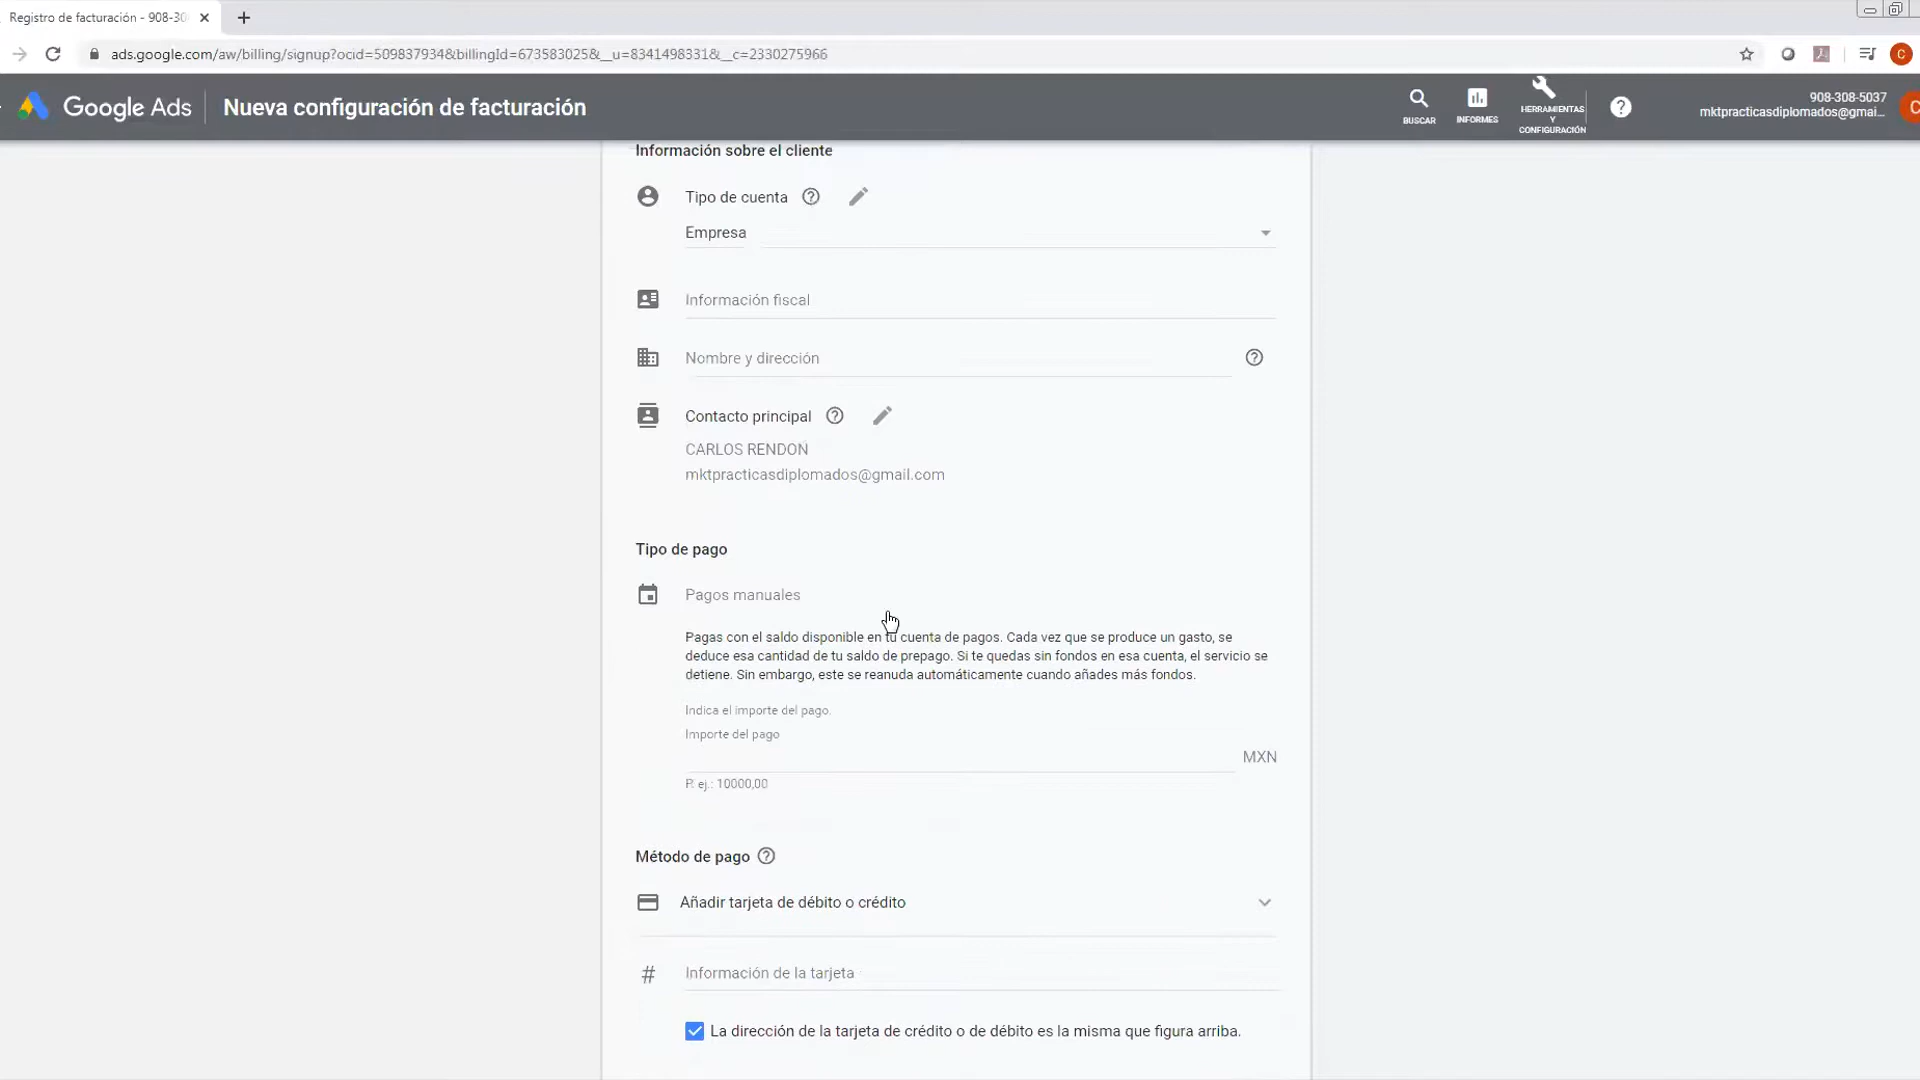 Registro de facturación - 908-30
ads.google.com/aw/billing/signup?ocid=509837934&billingId=673583025&__u=8341498331&__c=2330275966
C
Google Ads
Nueva configuración de facturación
BUSCAR
INFORMES
HERRAMIENTAS
Y
CONFIGURACIÓN
908-308-5037
mktpracticasdiplomados@gmai...
C
Información sobre el cliente
Tipo de cuenta
Empresa
Información fiscal
Nombre y dirección
Contacto principal
CARLOS RENDON
mktpracticasdiplomados@gmail.com
Tipo de pago
Pagos manuales
Pagas con el saldo disponible en tu cuenta de pagos. Cada vez que se produce un gasto, se
deduce esa cantidad de tu saldo de prepago. Si te quedas sin fondos en esa cuenta, el servicio se
detiene. Sin embargo, este se reanuda automáticamente cuando añades más fondos.
Indica el importe del pago.
Importe del pago
MXN
P. ej.: 10000,00
Método de pago
Añadir tarjeta de débito o crédito
# Información de la tarjeta
La dirección de la tarjeta de crédito o de débito es la misma que figura arriba.